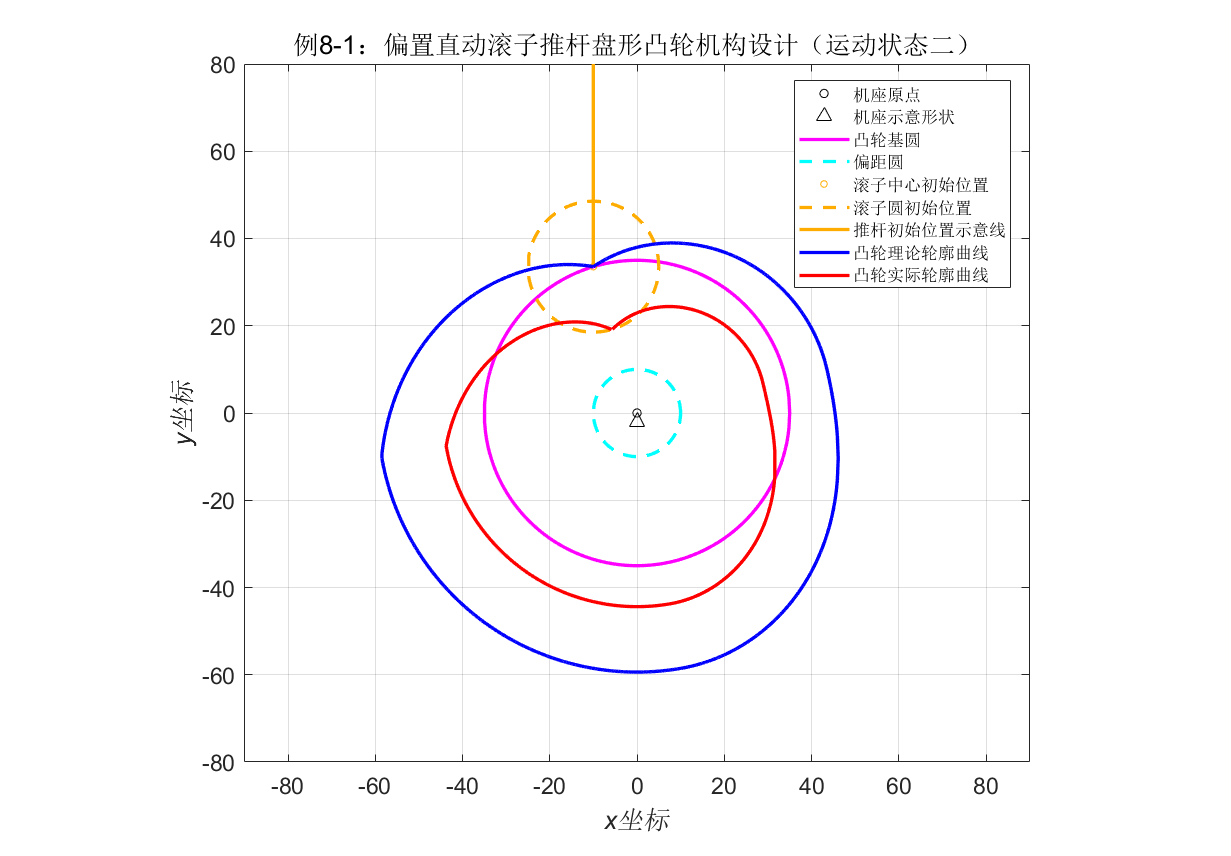 例8-1：偏置直动滚子推杆盘形凸轮机构设计（运动状态二）
机座原点
机座示意形状
凸轮基圆
偏距圆
滚子中心初始位置
滚子圆初始位置
推杆初始位置示意线
凸轮理论轮廓曲线
凸轮实际轮廓曲线
80
60
40
20
0
-20
-40
-60
-80
y坐标
-80
-60
-40
-20
0
20
40
60
80
x坐标